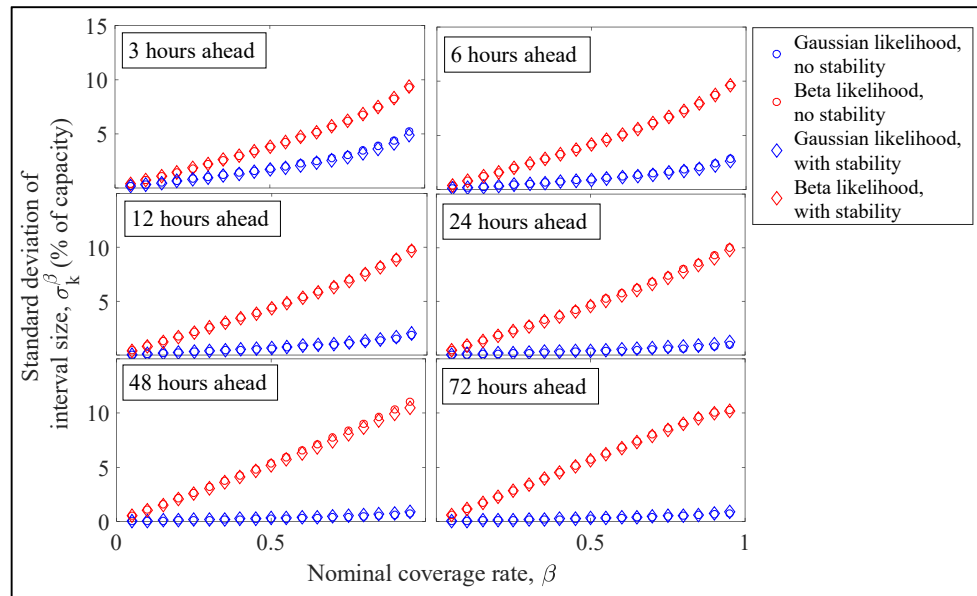 15
10
5
3 hours ahead
6 hours ahead
Gaussian likelihood,
no stability
Beta likelihood,
no stability
Gaussian likelihood,
with stability
Beta likelihood,
with stability
Standard deviation of
interval size, σ_k^β (% of capacity)
10
5
12 hours ahead
24 hours ahead
10
5
0
48 hours ahead
72 hours ahead
0
0.5
0.5
1
Nominal coverage rate, β